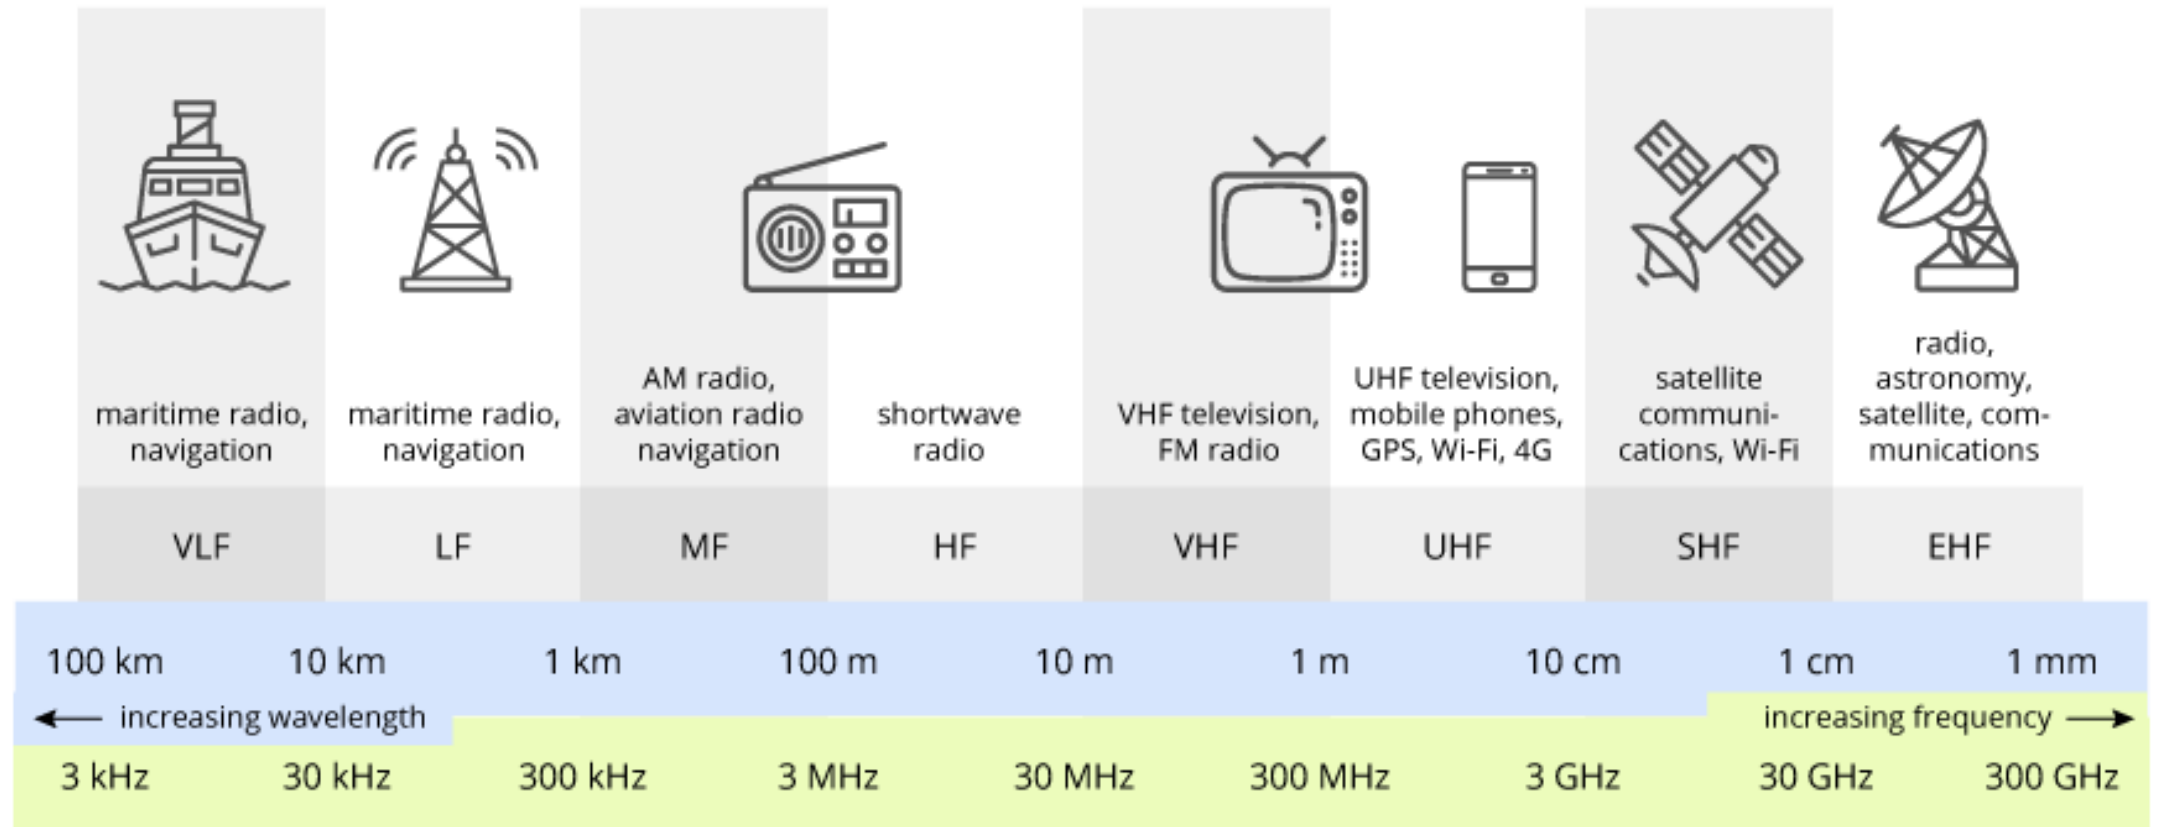 maritime radio,
navigation
maritime radio,
navigation
AM radio,
aviation radio
navigation
shortwave
radio
VHF television,
FM radio
UHF television,
mobile phones,
GPS, Wi-Fi, 4G
satellite
communi-
cations, Wi-Fi
radio,
astronomy,
satellite, com-
munications
VLF LF MF HF VHF UHF SHF EHF
100 km 10 km 1 km 100 m 10 m 1 m 10 cm 1 cm 1 mm
increasing wavelength increasing frequency
3 kHz 30 kHz 300 kHz 3 MHz 30 MHz 300 MHz 3 GHz 30 GHz 300 GHz